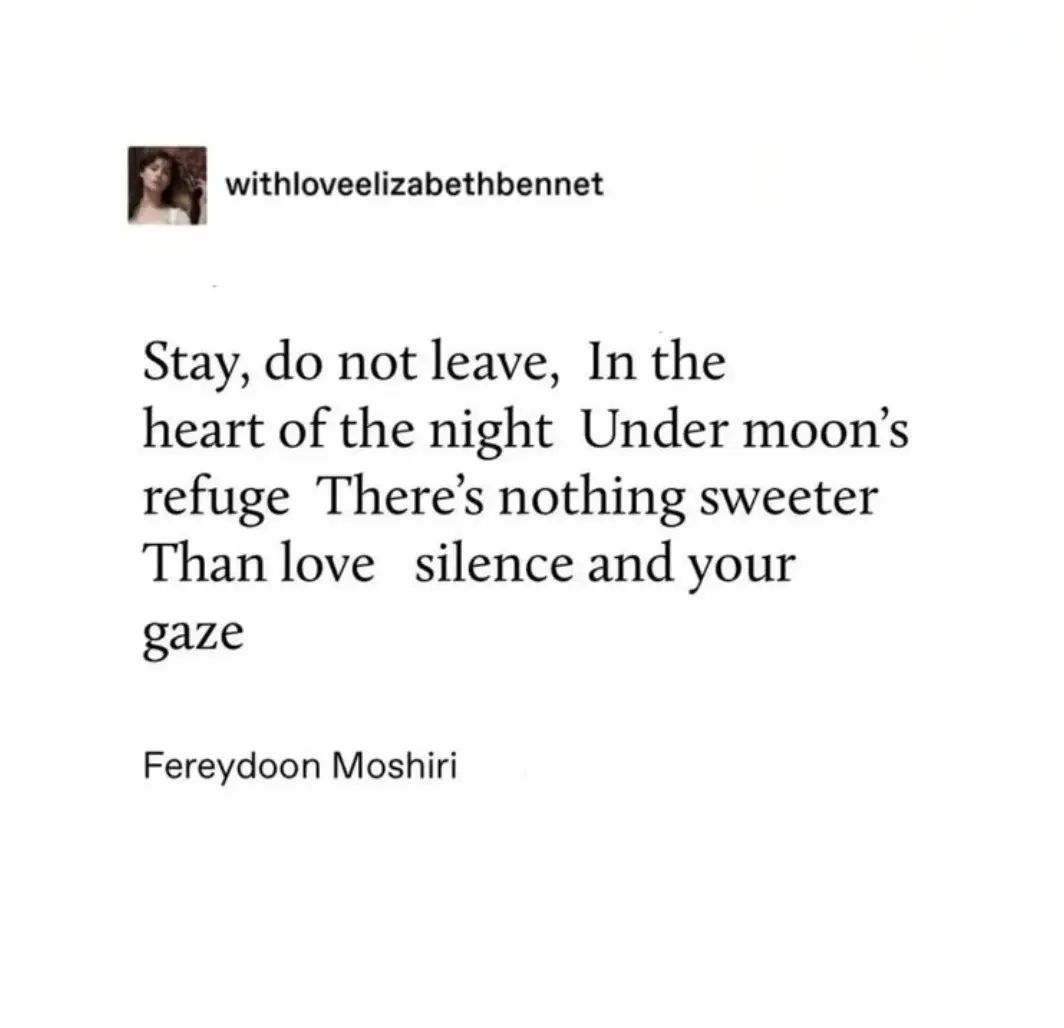 withloveelizabethbennet
Stay, do not leave,  In the
heart of the night  Under moon’s
refuge  There’s nothing sweeter
Than love   silence and your
gaze
Fereydoon Moshiri